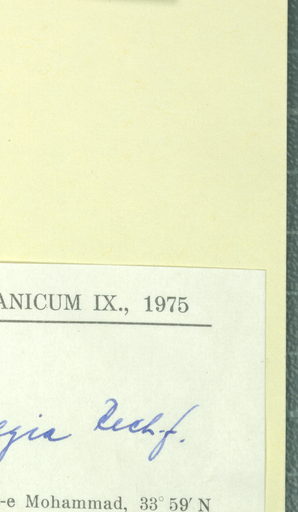 ANICUM IX., 1975
gia Rech.f.
-e Mohammad, 33° 59′ N